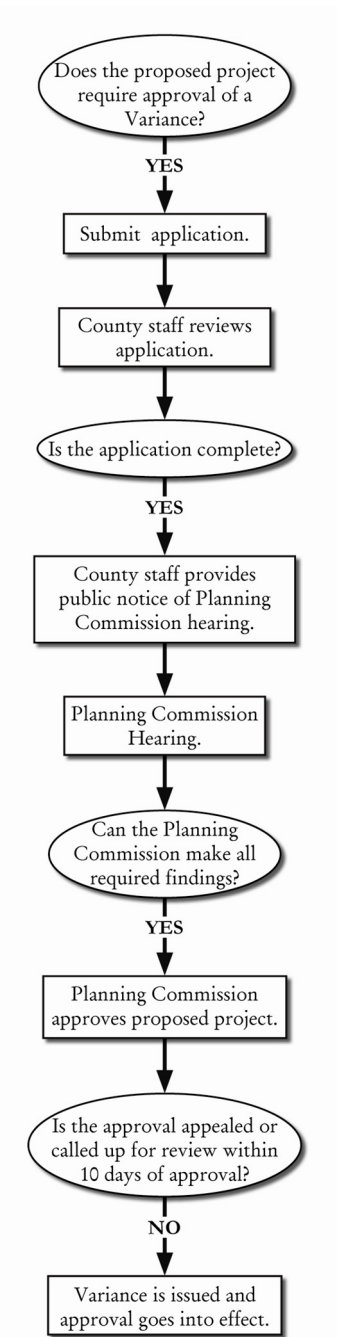 Does the proposed project
require approval of a
Variance?
YES
Submit application.
County staff reviews
application.
Is the application complete?
YES
County staff provides
public notice of Planning
Commission hearing.
Planning Commission
Hearing.
Can the Planning
Commission make all
required findings?
YES
Planning Commission
approves proposed project.
Is the approval appealed or
called up for review within
10 days of approval?
NO
Variance is issued and
approval goes into effect.